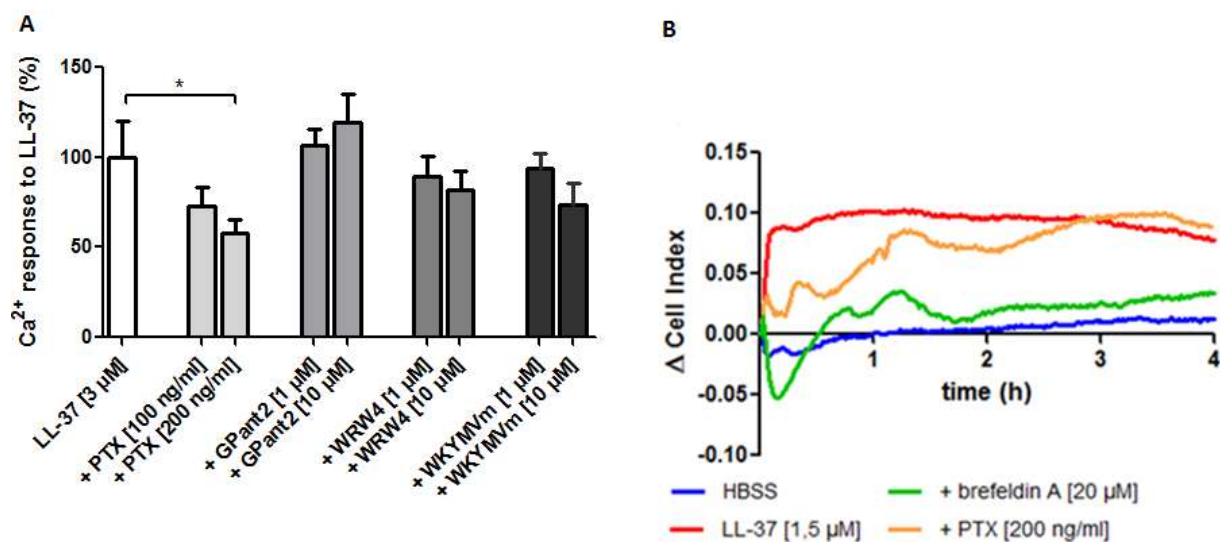 A
Ca2+ response to LL-37 (%)
150
*
100
50
0
LL-37 [3 µM]
+ PTX [100 ng/ml]
+ PTX [200 ng/ml]
+ GPant2 [1 µM]
+ GPant2 [10 µM]
+ WRW4 [1 µM]
+ WRW4 [10 µM]
+ WKYMVm [1 µM]
+ WKYMVm [10 µM]
B
Δ Cell Index
0.15
0.10
0.05
0.00
-0.05
-0.10
1 2 3 4
time (h)
HBSS
LL-37 [1,5 µM]
+ brefeldin A [20 µM]
+ PTX [200 ng/ml]